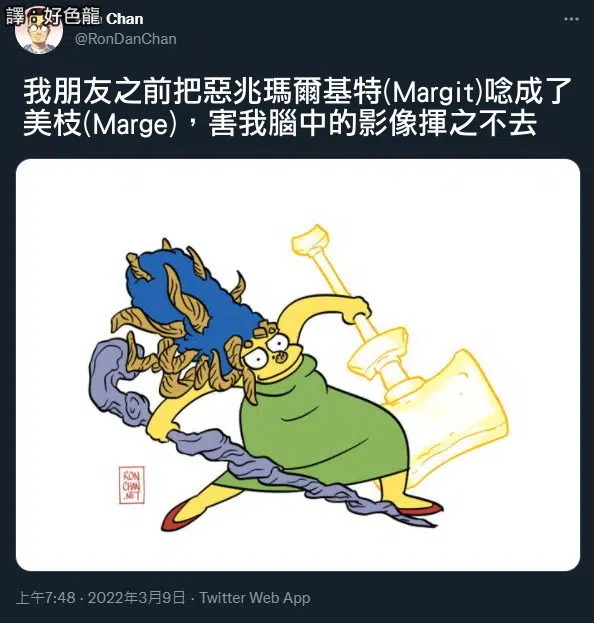 譯 好色龍 Chan
@RonDanChan
我朋友之前把惡兆瑪爾基特(Margit)唸成了
美枝(Marge)，害我腦中的影像揮之不去
RON
CHAN
.NET
上午7:48 · 2022年3月9日 · Twitter Web App